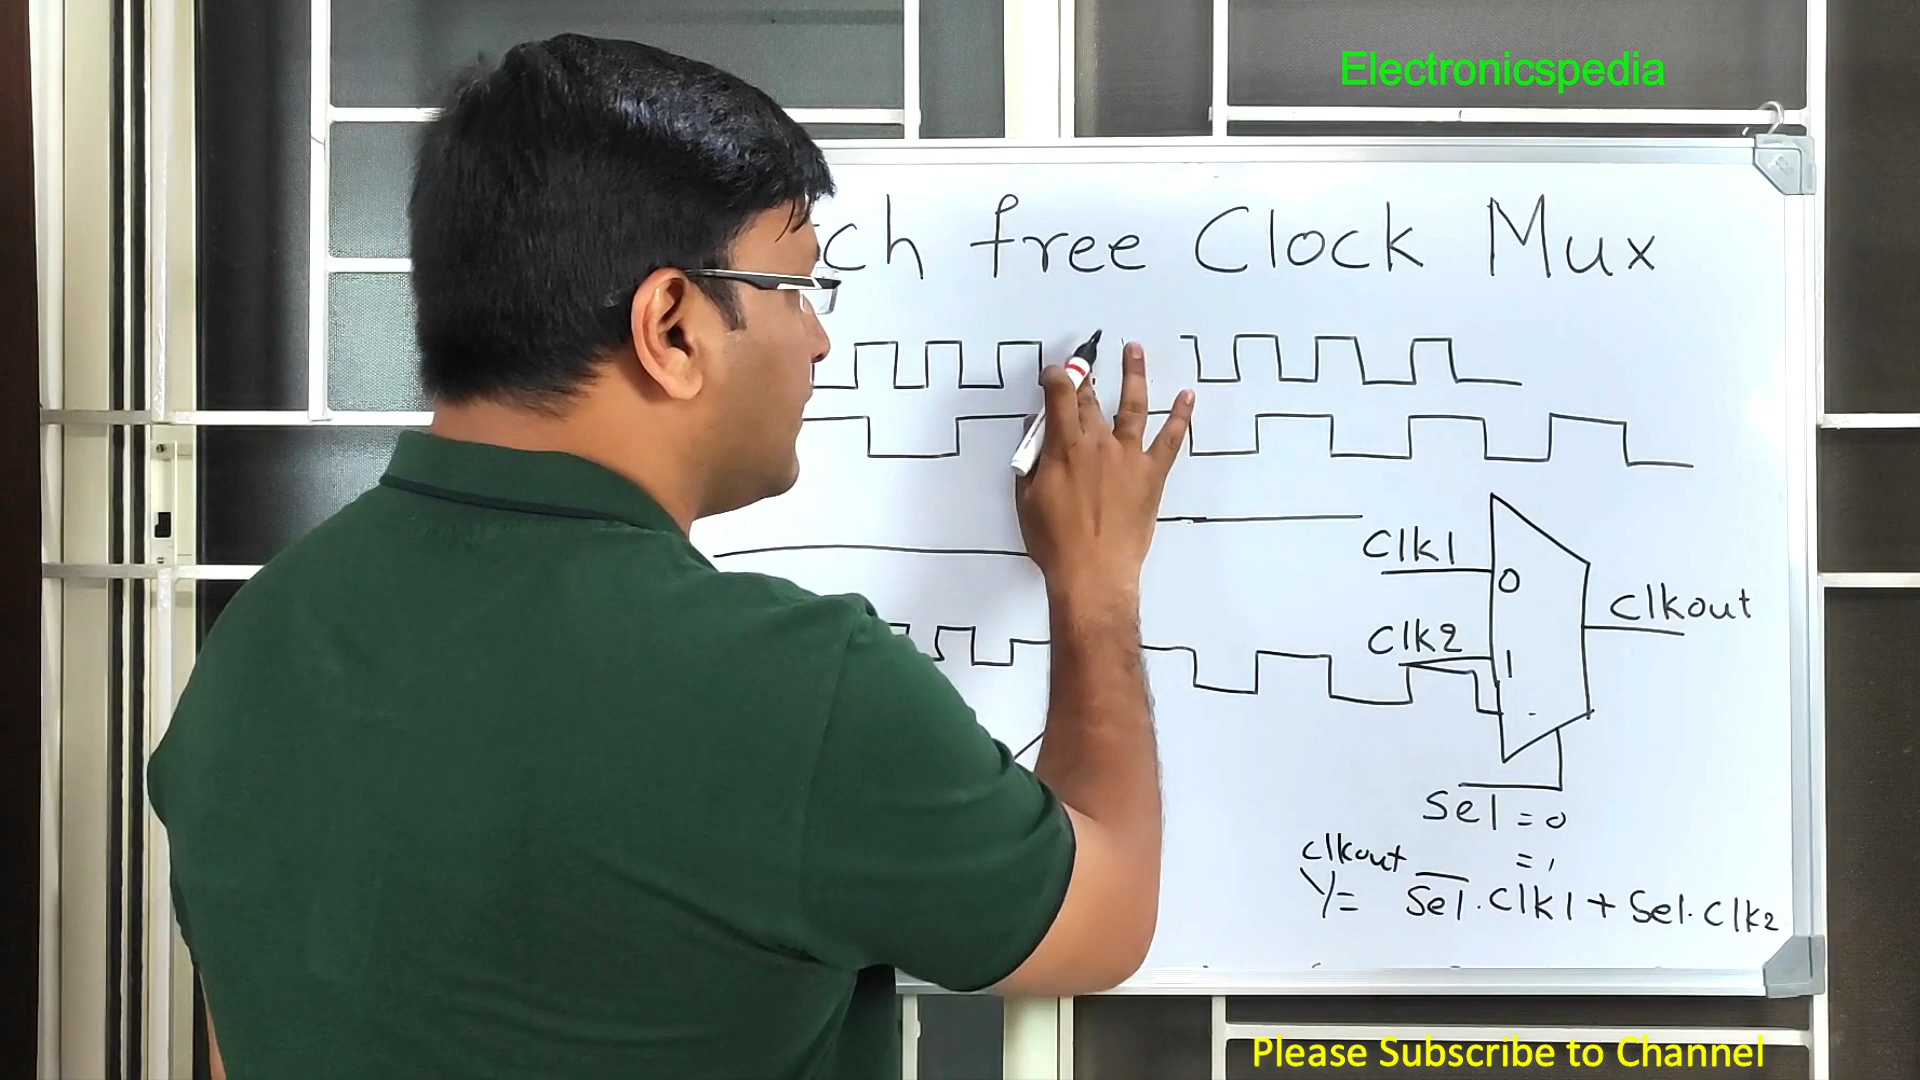 Electronicspedia
ch free Clock Mux
Clk1
0
Clkout
Clk2
1
Sel = 0
= 1
Clkout
Y = Sel . Clk1 + Sel . Clk2
Please Subscribe to Channel